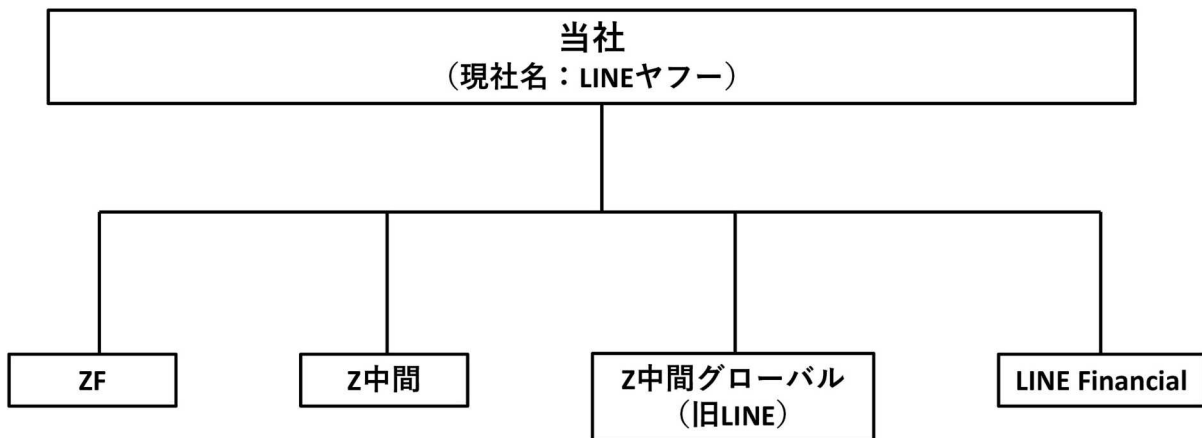 当社
（現社名：LINEヤフー）
ZF
Z中間
Z中間グローバル
（旧LINE）
LINE Financial